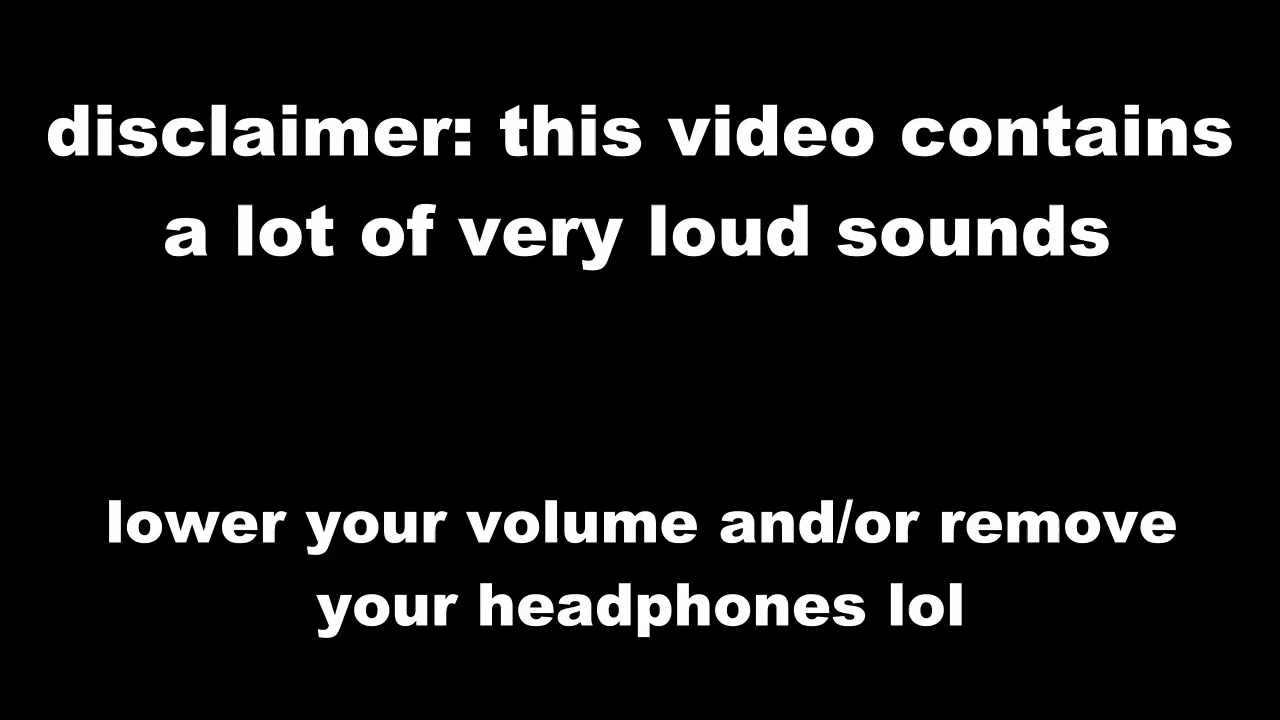 disclaimer: this video contains
a lot of very loud sounds
lower your volume and/or remove
your headphones lol